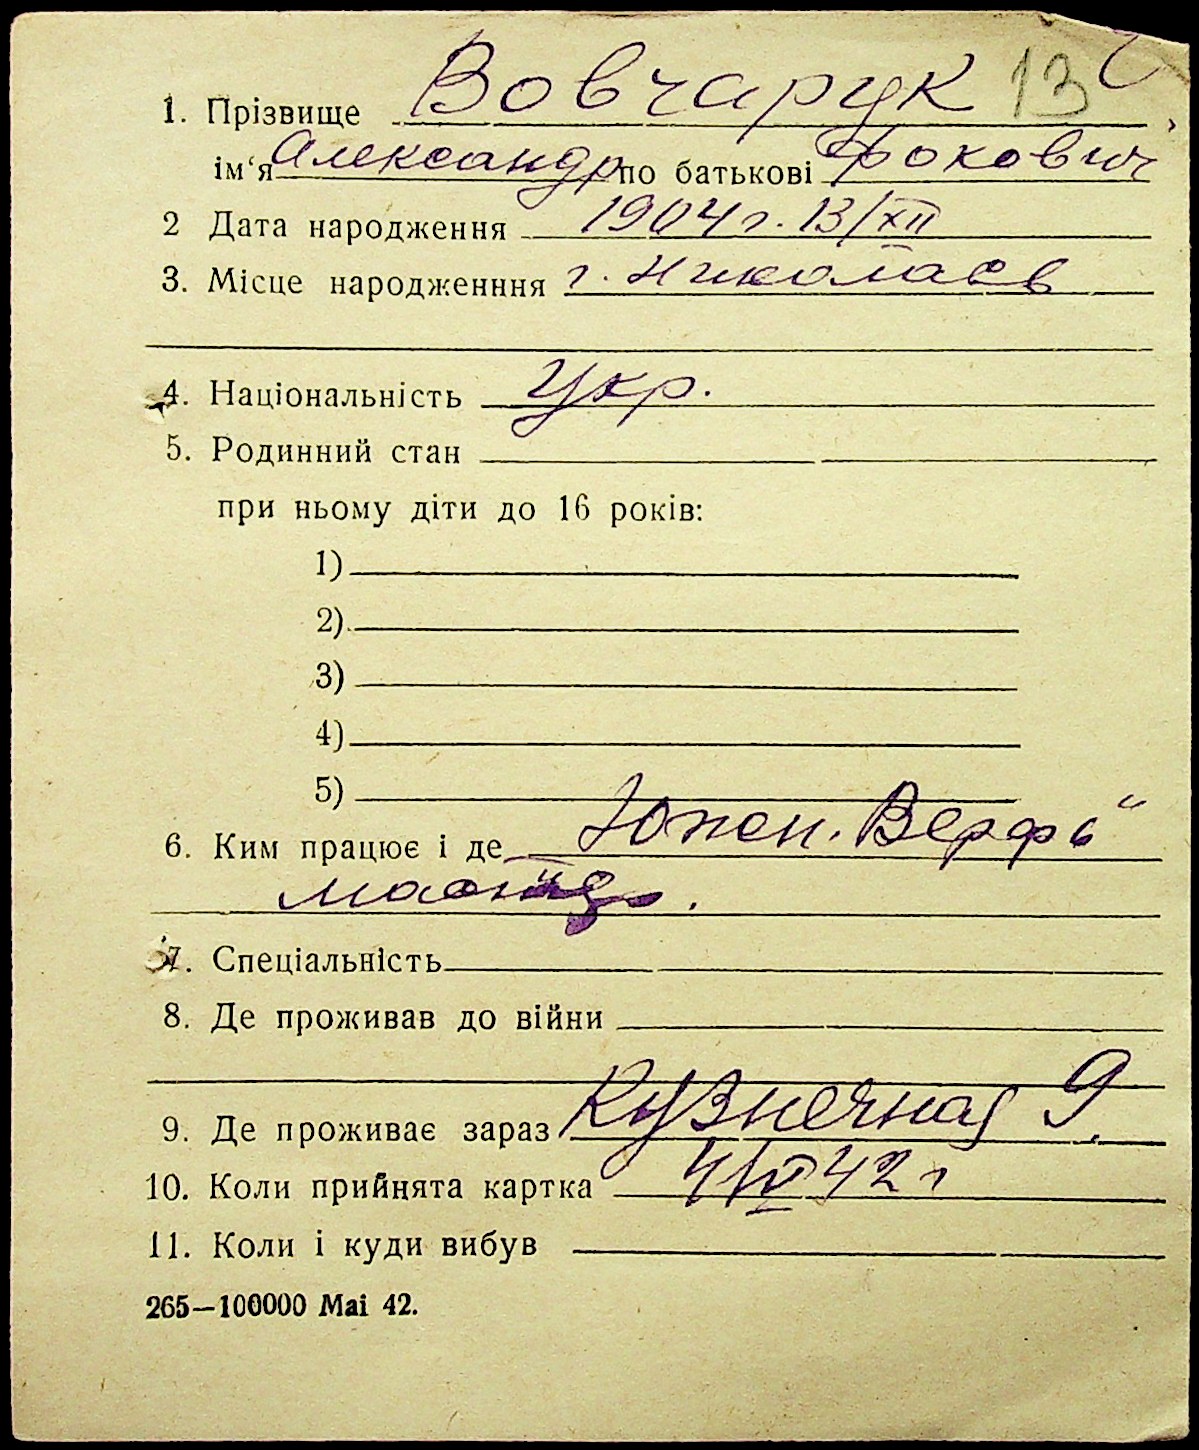 1. Прізвище Вовчарук 13
ім‘я Александр по батькові Фокович
2 Дата народження 1904 г. 13/XII
3. Місце народженння г. Николаев
4. Національність Укр.
5. Родинний стан
при ньому діти до 16 років:
1)
2)
3)
4)
5)
6. Ким працює і де Южн. Верфь"
7. Спеціальність
8. Де проживав до війни
9. Де проживає зараз Кузнечная 9.
10. Коли прийнята картка 42 г
11. Коли і куди вибув
265—100000 Mai 42.